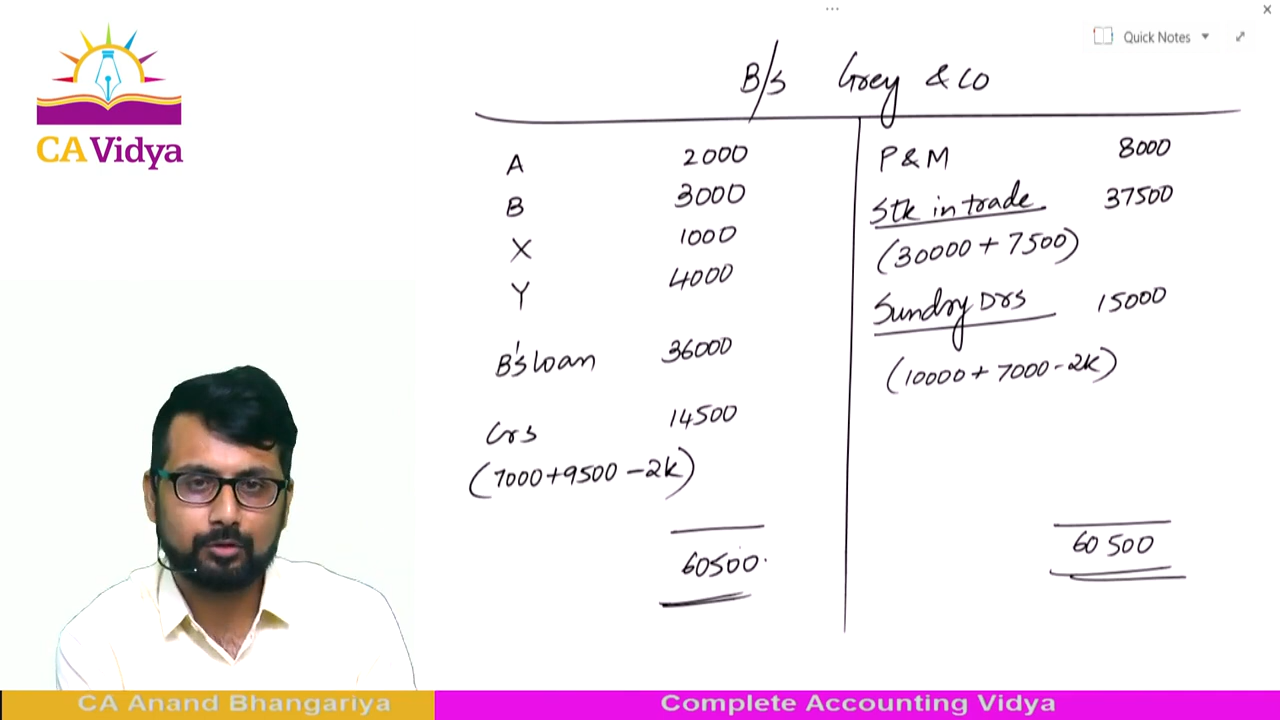 ...
Quick Notes
CA Vidya
B/s Grey & Co
A 2000
B 3000
X 1000
Y 4000
B's loan 36000
Crs 14500
(7000+9500-2K)
60500
P & M 8000
Stk in trade 37500
(30000+7500)
Sundry Drs 15000
(10000+7000-2K)
60500
CA Anand Bhangariya
Complete Accounting Vidya